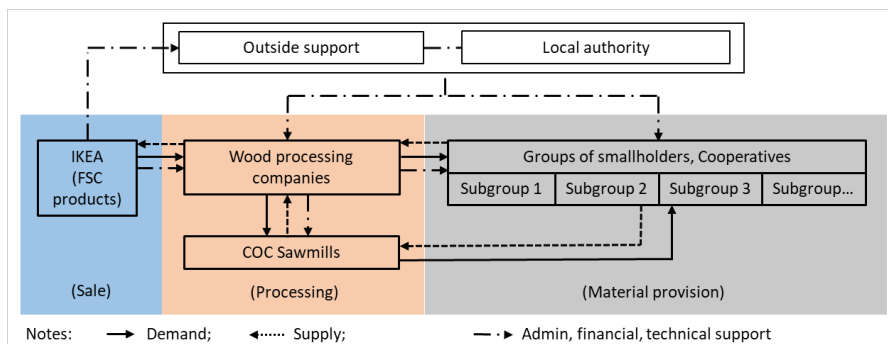 Outside support
Local authority
IKEA
(FSC
products)
Wood processing
companies
Groups of smallholders, Cooperatives
Subgroup 1
Subgroup 2
Subgroup 3
Subgroup...
COC Sawmills
(Sale)
(Processing)
(Material provision)
Notes:
Demand;
Supply;
Admin, financial, technical support